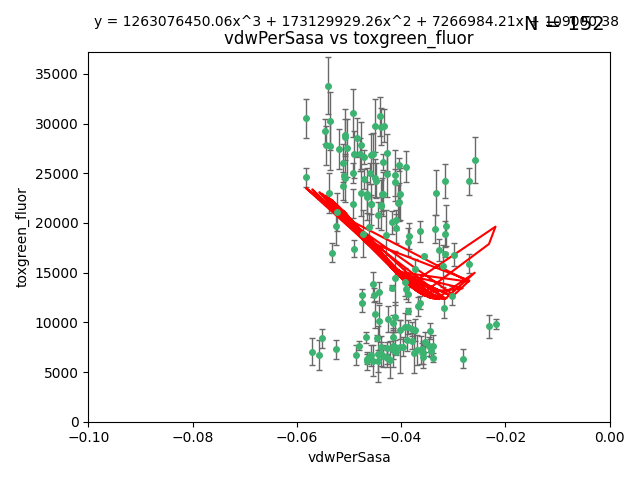 y = 1263076450.06x^3 + 173129929.26x^2 + 7266984.21x
N = 152
vdwPerSasa vs toxgreen_fluor
35000
30000
25000
20000
15000
10000
5000
0
toxgreen_fluor
−0.10
−0.08
−0.06
−0.04
−0.02
0.00
vdwPerSasa